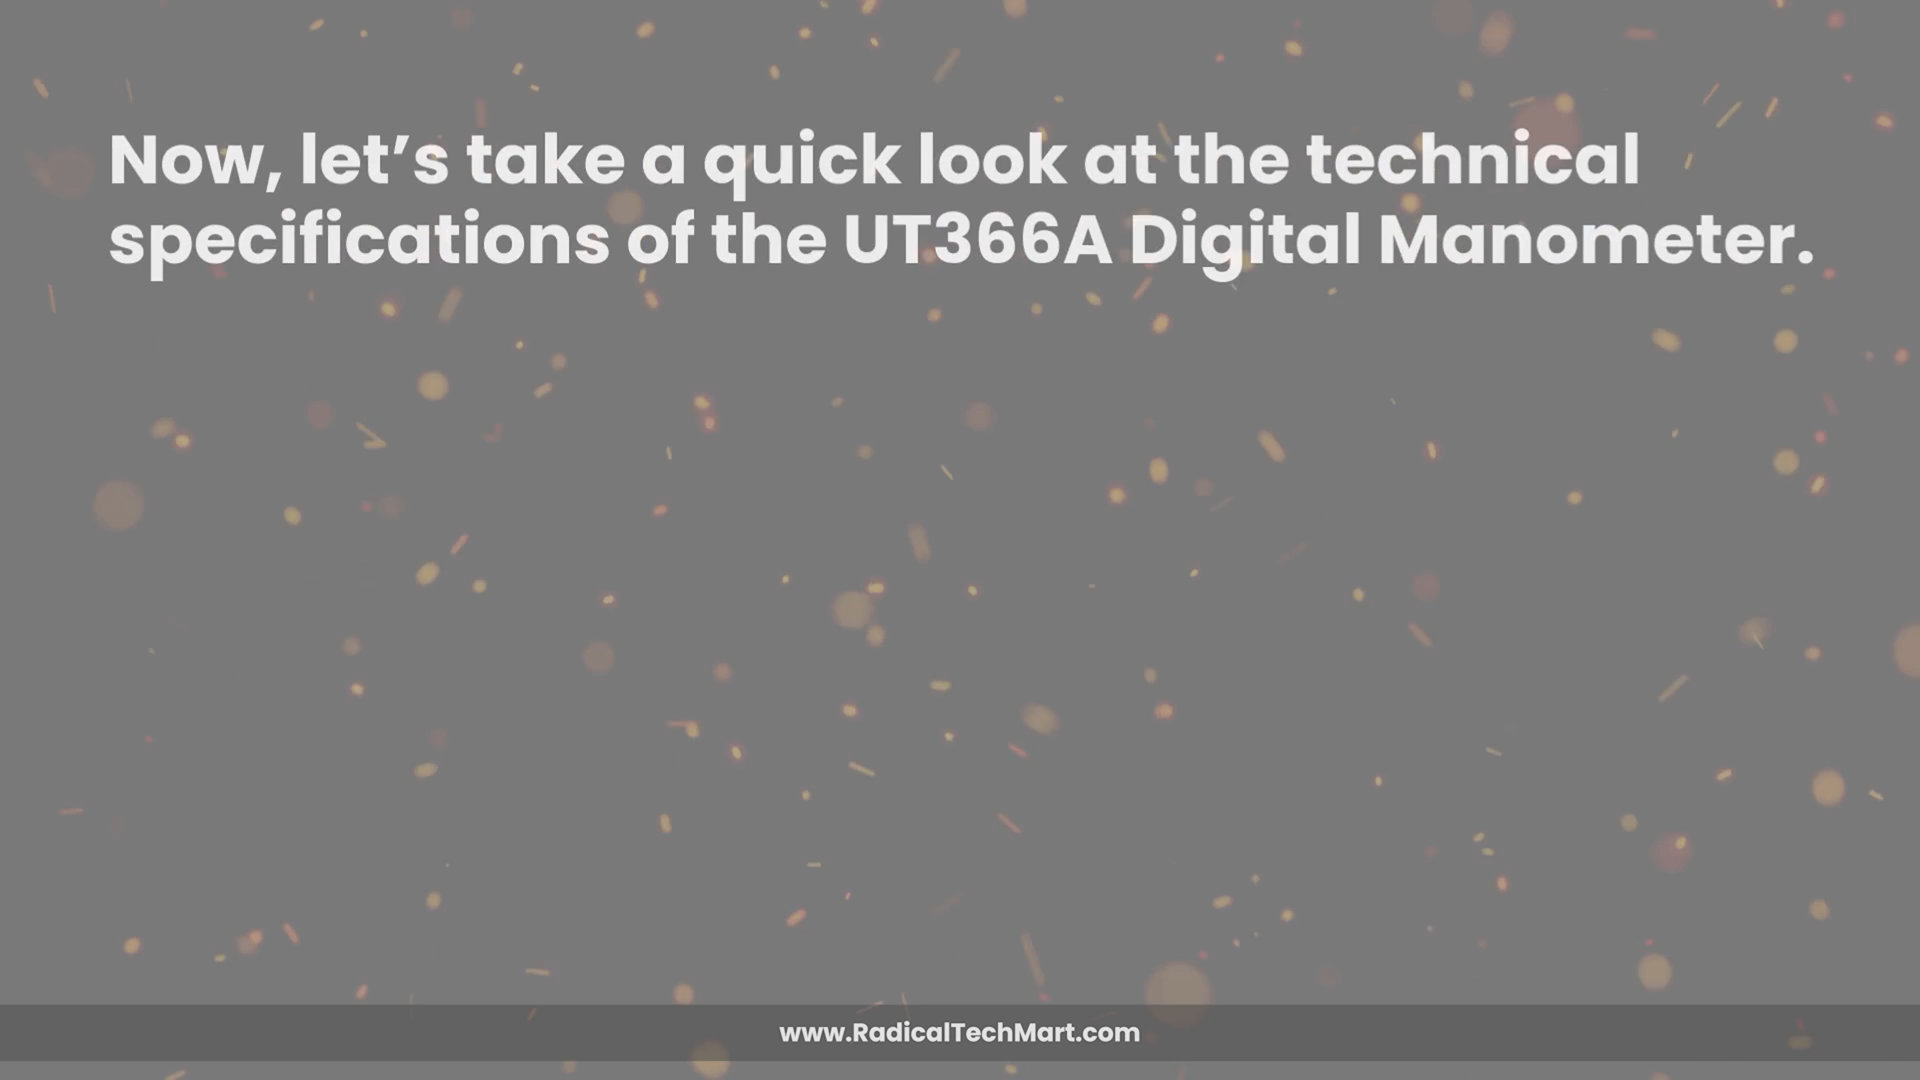 Now, let’s take a quick look at the technical
specifications of the UT366A Digital Manometer.
www.RadicalTechMart.com